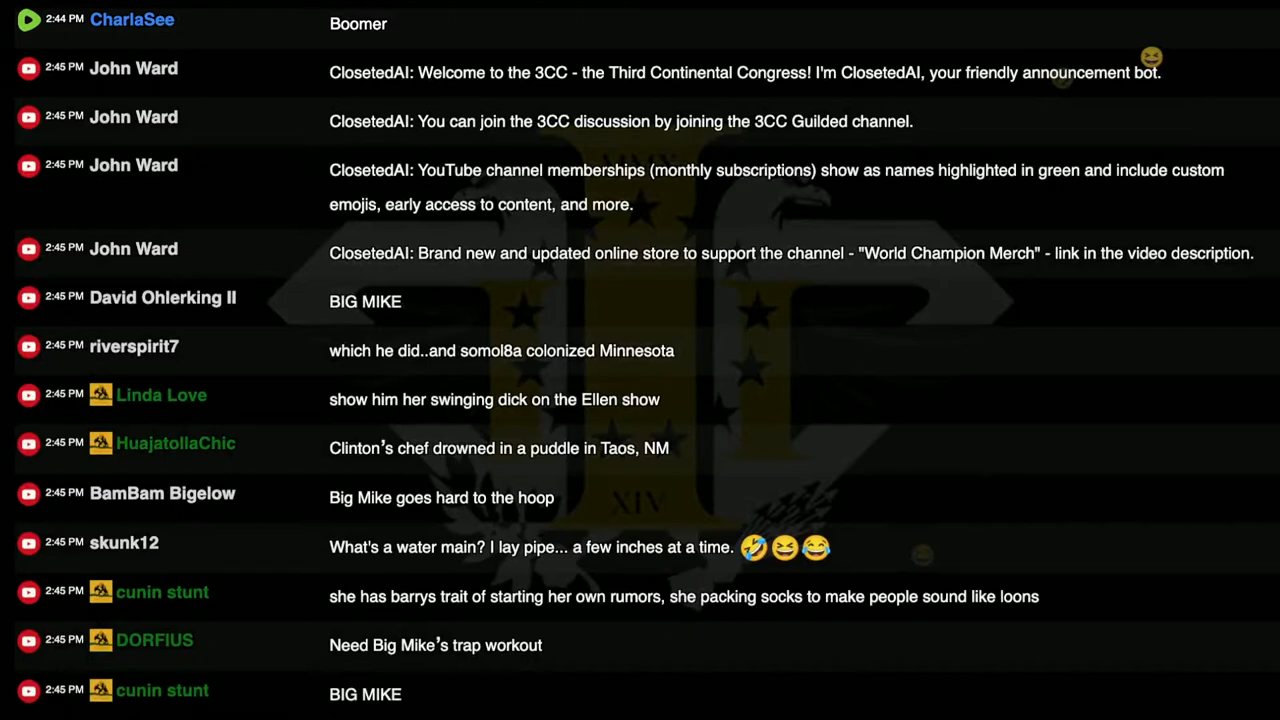 2:44 PM CharlaSee Boomer
2:45 PM John Ward ClosetedAI: Welcome to the 3CC - the Third Continental Congress! I'm ClosetedAI, your friendly announcement bot.
2:45 PM John Ward ClosetedAI: You can join the 3CC discussion by joining the 3CC Guilded channel.
2:45 PM John Ward ClosetedAI: YouTube channel memberships (monthly subscriptions) show as names highlighted in green and include custom
emojis, early access to content, and more.
2:45 PM John Ward ClosetedAI: Brand new and updated online store to support the channel - "World Champion Merch" - link in the video description.
2:45 PM David Ohlerking II BIG MIKE
2:45 PM riverspirit7 which he did..and somol8a colonized Minnesota
2:45 PM Linda Love show him her swinging dick on the Ellen show
2:45 PM HuajatollaChic Clinton’s chef drowned in a puddle in Taos, NM
2:45 PM BamBam Bigelow Big Mike goes hard to the hoop
XIV
2:45 PM skunk12 What's a water main? I lay pipe... a few inches at a time. 🤣😆😂
2:45 PM cunin stunt she has barrys trait of starting her own rumors, she packing socks to make people sound like loons
2:45 PM DORFIUS Need Big Mike’s trap workout
2:45 PM cunin stunt BIG MIKE